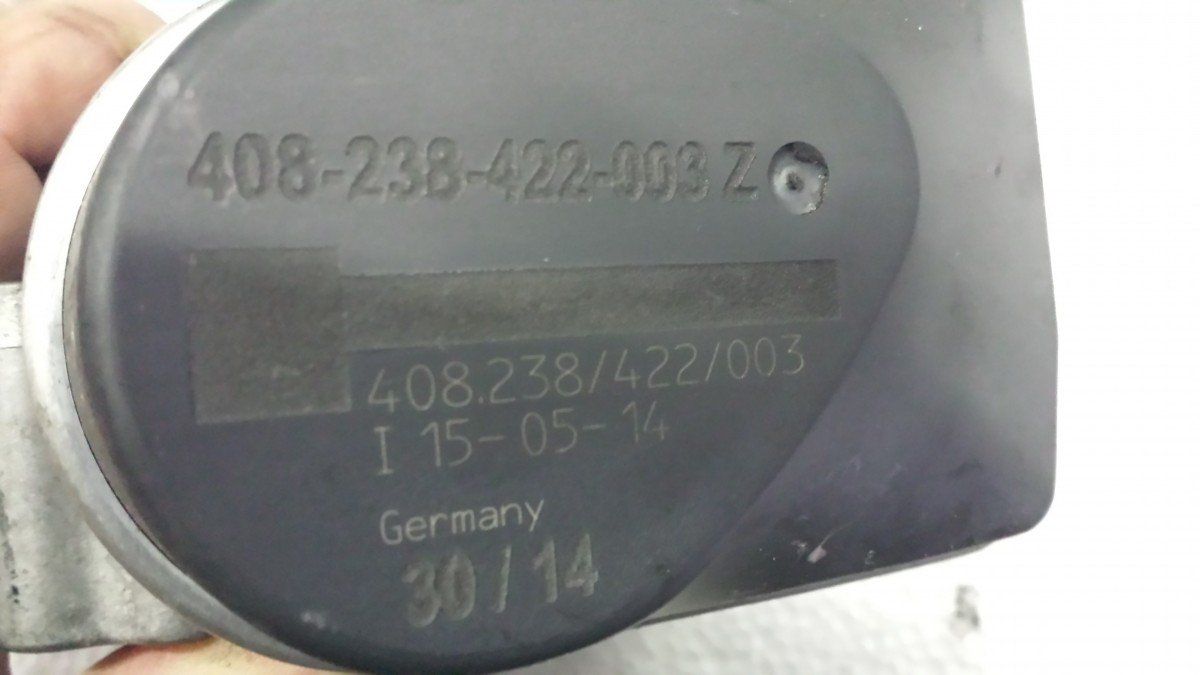 408-238-422-003 Z
408.238/422/003
I 15-05-14
Germany
30/14